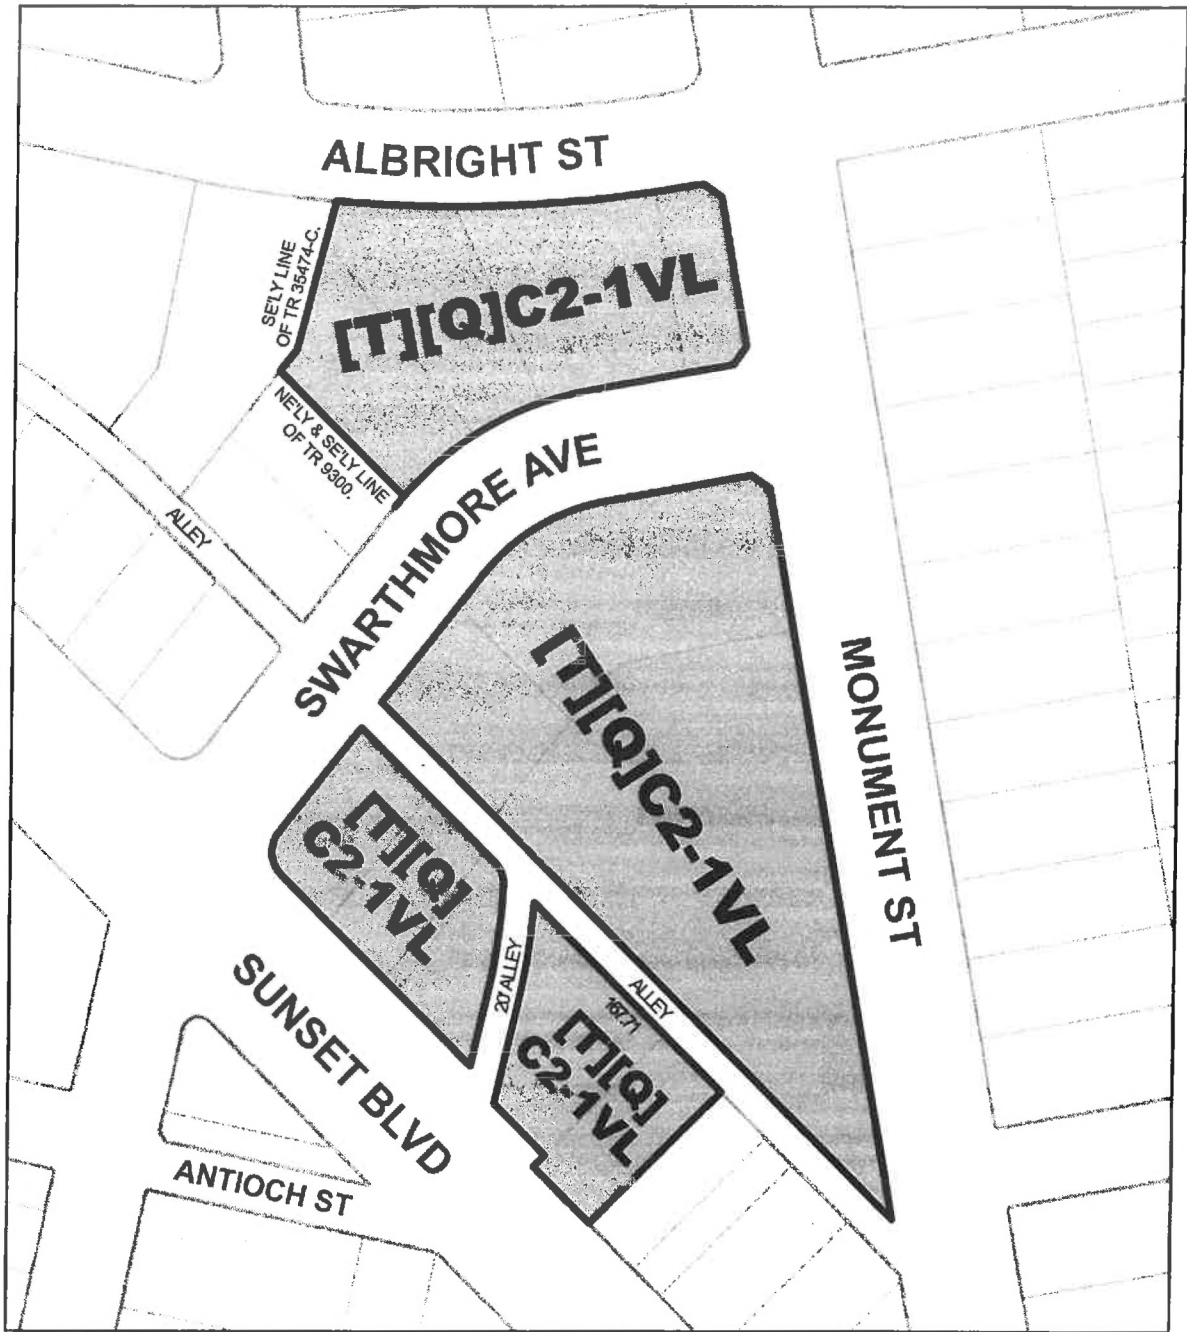 ALBRIGHT ST
SE'LY LINE
OF TR 35474-C.
[T][Q]C2-1VL
NE'LY & SE'LY LINE
OF TR 9300.
SWARTHMORE AVE
ALLEY
[T][Q]C2-1VL
MONUMENT ST
[T][Q]
C2-1VL
20' ALLEY
ALLEY
167.71
[T][Q]
C2-1VL
SUNSET BLVD
ANTIOCH ST